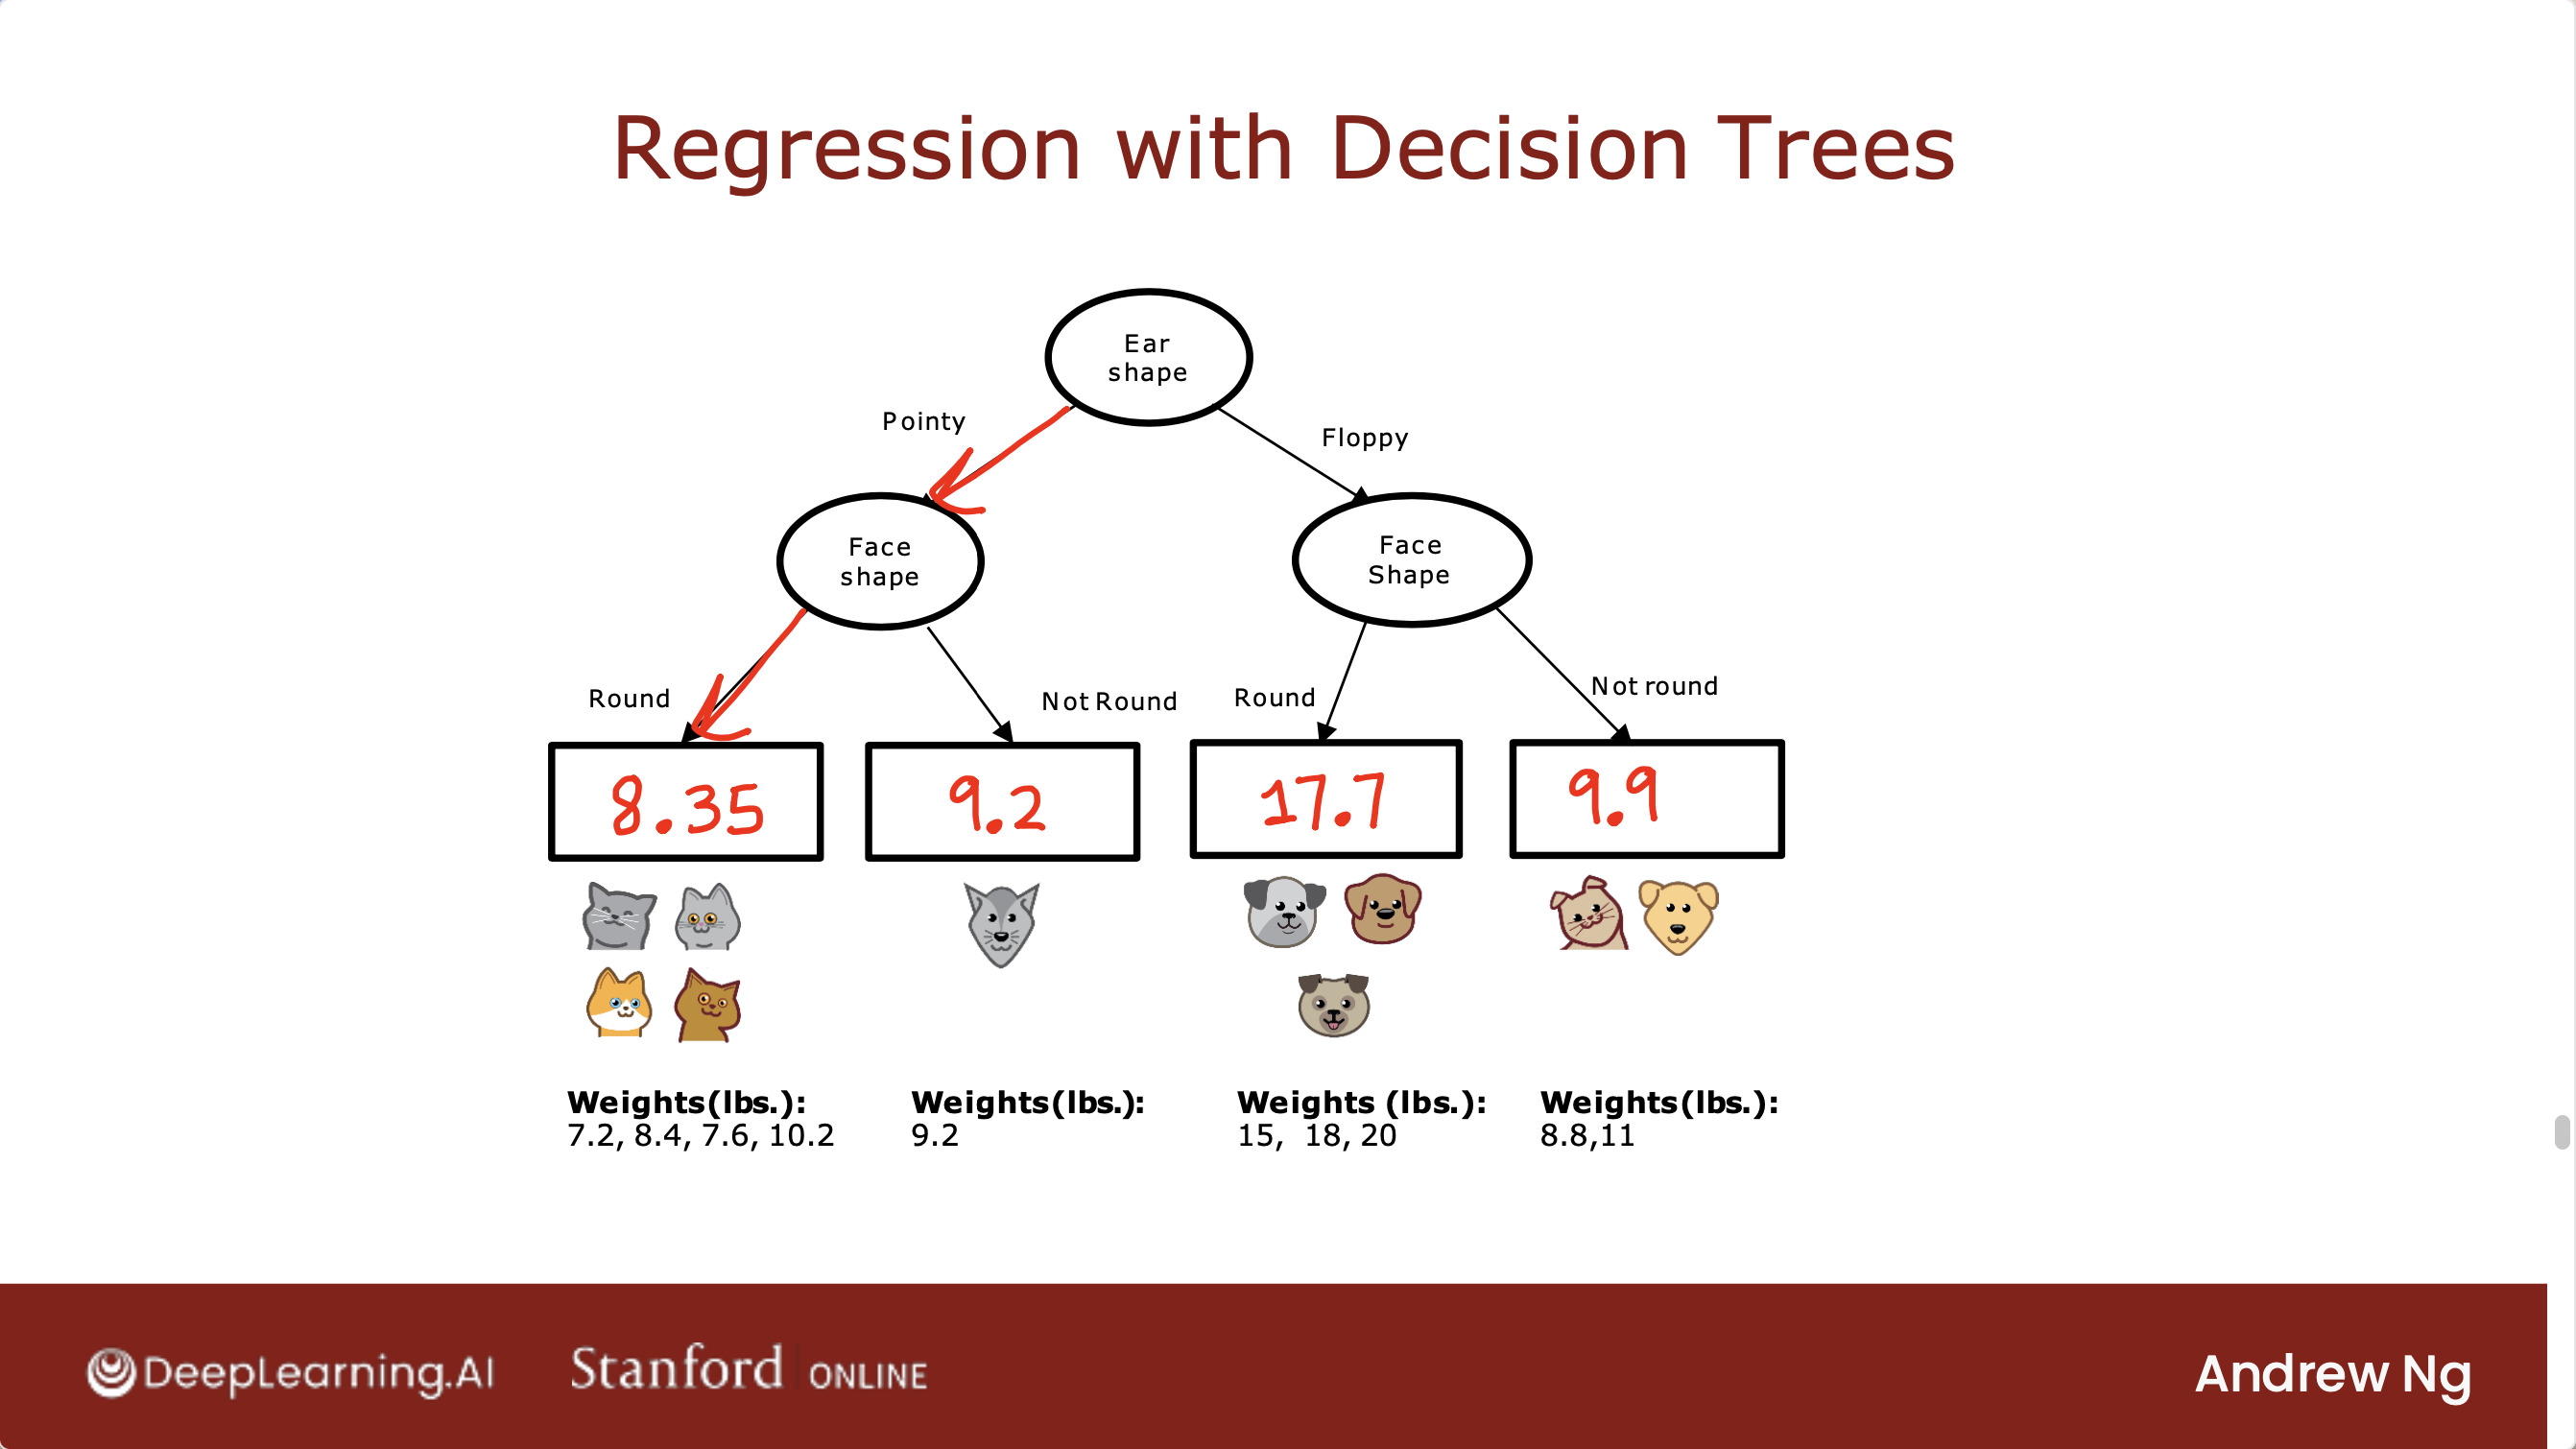 Regression with Decision Trees
Ear
shape
Pointy
Floppy
Face
shape
Face
Shape
Round
Not Round
Round
Not round
8.35
9.2
17.7
9.9
Weights(lbs.):
7.2, 8.4, 7.6, 10.2
Weights(lbs.):
9.2
Weights (lbs.):
15, 18, 20
Weights(lbs.):
8.8,11
DeepLearning.AI
Stanford ONLINE
Andrew Ng